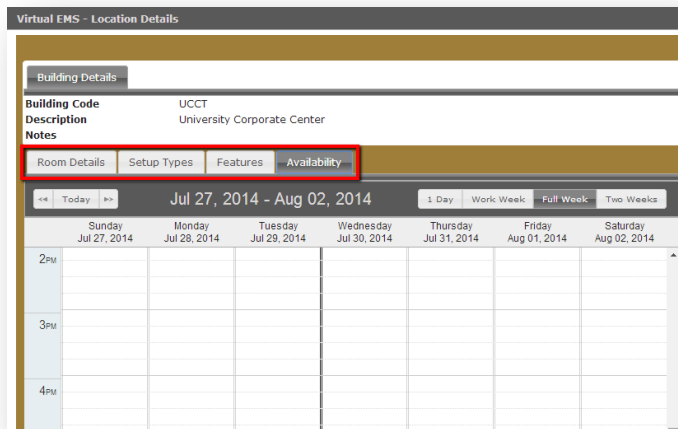 Virtual EMS - Location Details
Building Details
Building Code UCCT
Description University Corporate Center
Notes
Room Details Setup Types Features Availability
<< Today >> Jul 27, 2014 - Aug 02, 2014 1 Day Work Week Full Week Two Weeks
Sunday Monday Tuesday Wednesday Thursday Friday Saturday
Jul 27, 2014 Jul 28, 2014 Jul 29, 2014 Jul 30, 2014 Jul 31, 2014 Aug 01, 2014 Aug 02, 2014
2PM
3PM
4PM